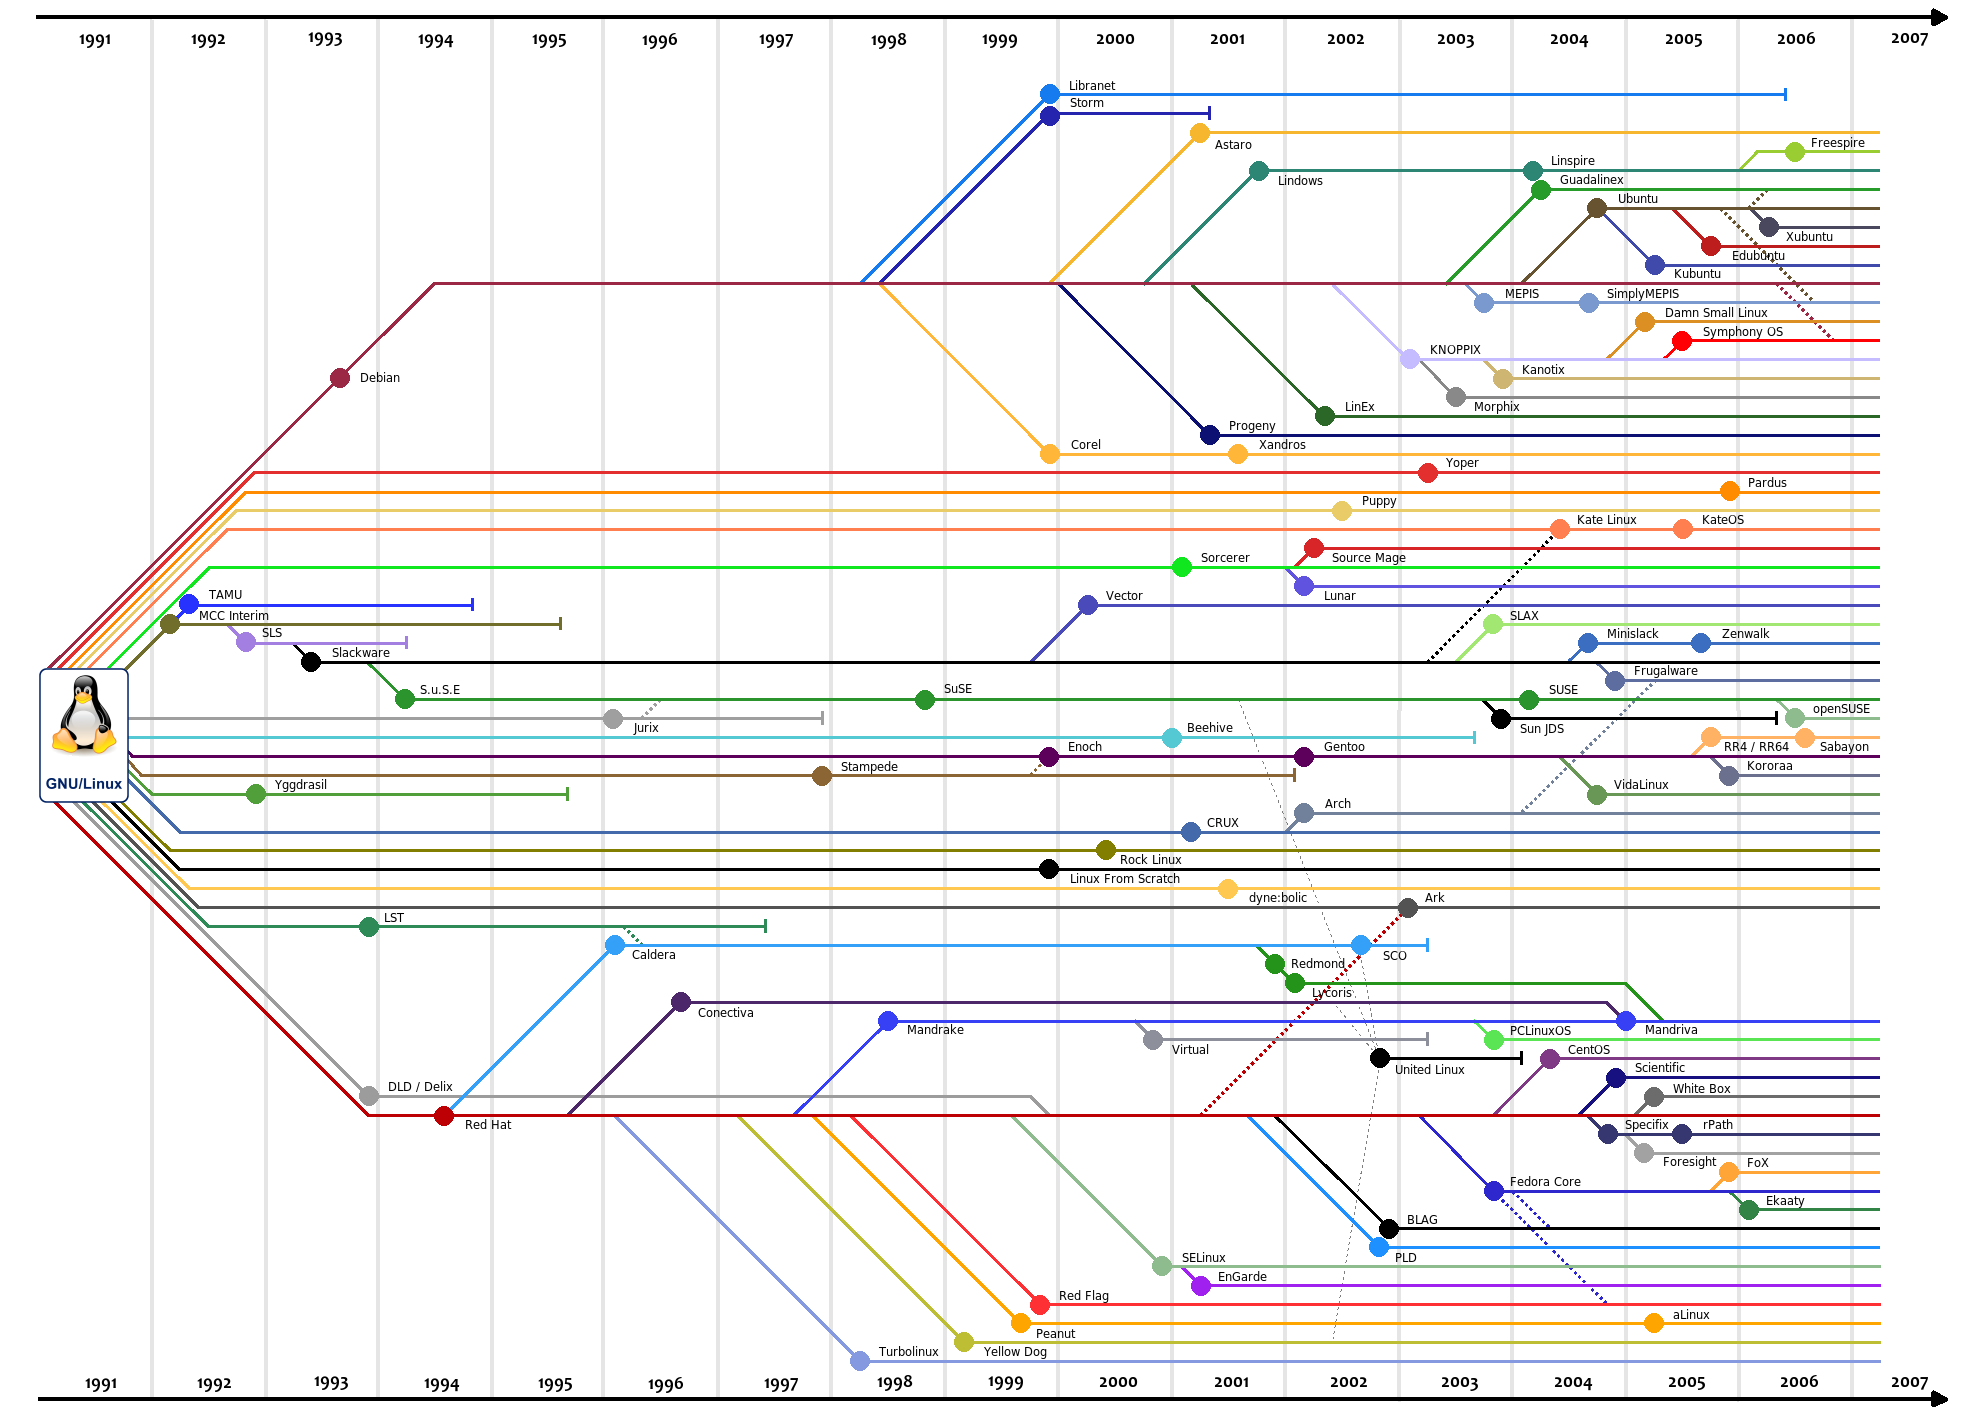 1991 1992 1993 1994 1995 1996 1997 1998 1999 2000 2001 2002 2003 2004 2005 2006 2007
Libranet
Storm
Astaro
Freespire
Linspire
Lindows
Guadalinex
Ubuntu
Xubuntu
Edubuntu
Kubuntu
MEPIS
SimplyMEPIS
Damn Small Linux
Symphony OS
KNOPPIX
Kanotix
Debian
LinEx
Morphix
Progeny
Corel
Xandros
Yoper
Pardus
Puppy
Kate Linux
KateOS
Sorcerer
Source Mage
TAMU
Vector
Lunar
MCC Interim
SLAX
SLS
Minislack
Zenwalk
Slackware
Frugalware
S.u.S.E
SuSE
SUSE
openSUSE
Jurix
Beehive
Sun JDS
Enoch
Gentoo
RR4 / RR64
Sabayon
Stampede
Kororaa
GNU/Linux
Yggdrasil
VidaLinux
Arch
CRUX
Rock Linux
Linux From Scratch
dyne:bolic
Ark
LST
Caldera
SCO
Redmond
Lycoris
Conectiva
Mandrake
Mandriva
PCLinuxOS
Virtual
CentOS
United Linux
Scientific
DLD / Delix
White Box
Red Hat
Specifix
rPath
Foresight
FoX
Fedora Core
Ekaaty
BLAG
SELinux
PLD
EnGarde
Red Flag
aLinux
Peanut
Turbolinux
Yellow Dog
1991 1992 1993 1994 1995 1996 1997 1998 1999 2000 2001 2002 2003 2004 2005 2006 2007